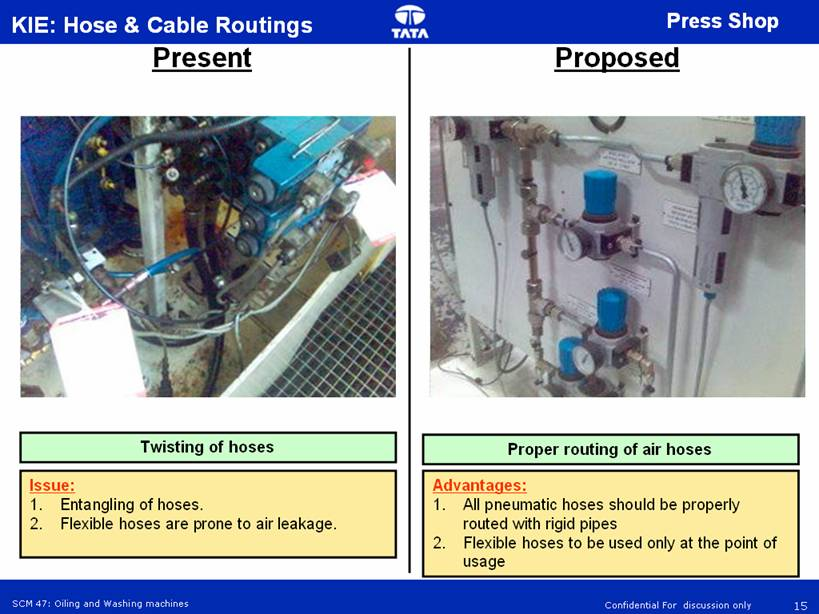 KIE: Hose & Cable Routings
TATA
Press Shop
Present
Proposed
Twisting of hoses
Issue:
1. Entangling of hoses.
2. Flexible hoses are prone to air leakage.
Proper routing of air hoses
Advantages:
1. All pneumatic hoses should be properly
routed with rigid pipes
2. Flexible hoses to be used only at the point of
usage
SCM 47: Oiling and Washing machines
Confidential For discussion only
15